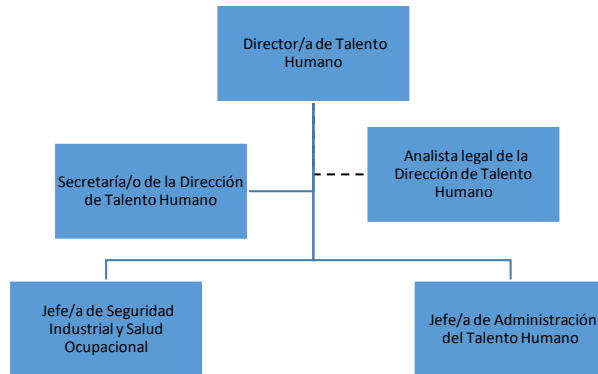 Director/a de Talento
Humano
Analista legal de la
Dirección de Talento
Humano
Secretaría/o de la Dirección
de Talento Humano
Jefe/a de Seguridad
Industrial y Salud
Ocupacional
Jefe/a de Administración
del Talento Humano